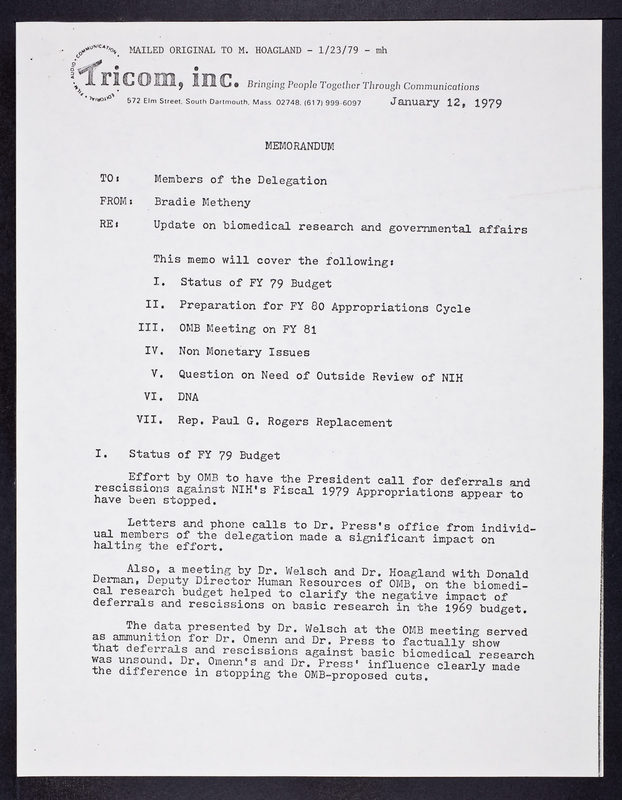 MAILED ORIGINAL TO M. HOAGLAND - 1/23/79 - mh
AUDIO • COMMUNICATION • EDITORIAL • FILM •
Tricom, inc. Bringing People Together Through Communications
572 Elm Street, South Dartmouth, Mass. 02748. (617) 999-6097 January 12, 1979
MEMORANDUM
TO: Members of the Delegation
FROM: Bradie Metheny
RE: Update on biomedical research and governmental affairs
This memo will cover the following:
I. Status of FY 79 Budget
II. Preparation for FY 80 Appropriations Cycle
III. OMB Meeting on FY 81
IV. Non Monetary Issues
V. Question on Need of Outside Review of NIH
VI. DNA
VII. Rep. Paul G. Rogers Replacement
I. Status of FY 79 Budget
Effort by OMB to have the President call for deferrals and
rescissions against NIH's Fiscal 1979 Appropriations appear to
have been stopped.
Letters and phone calls to Dr. Press's office from individ-
ual members of the delegation made a significant impact on
halting the effort.
Also, a meeting by Dr. Welsch and Dr. Hoagland with Donald
Derman, Deputy Director Human Resources of OMB, on the biomedi-
cal research budget helped to clarify the negative impact of
deferrals and rescissions on basic research in the 1969 budget.
The data presented by Dr. Welsch at the OMB meeting served
as ammunition for Dr. Omenn and Dr. Press to factually show
that deferrals and rescissions against basic biomedical research
was unsound. Dr. Omenn's and Dr. Press' influence clearly made
the difference in stopping the OMB-proposed cuts.